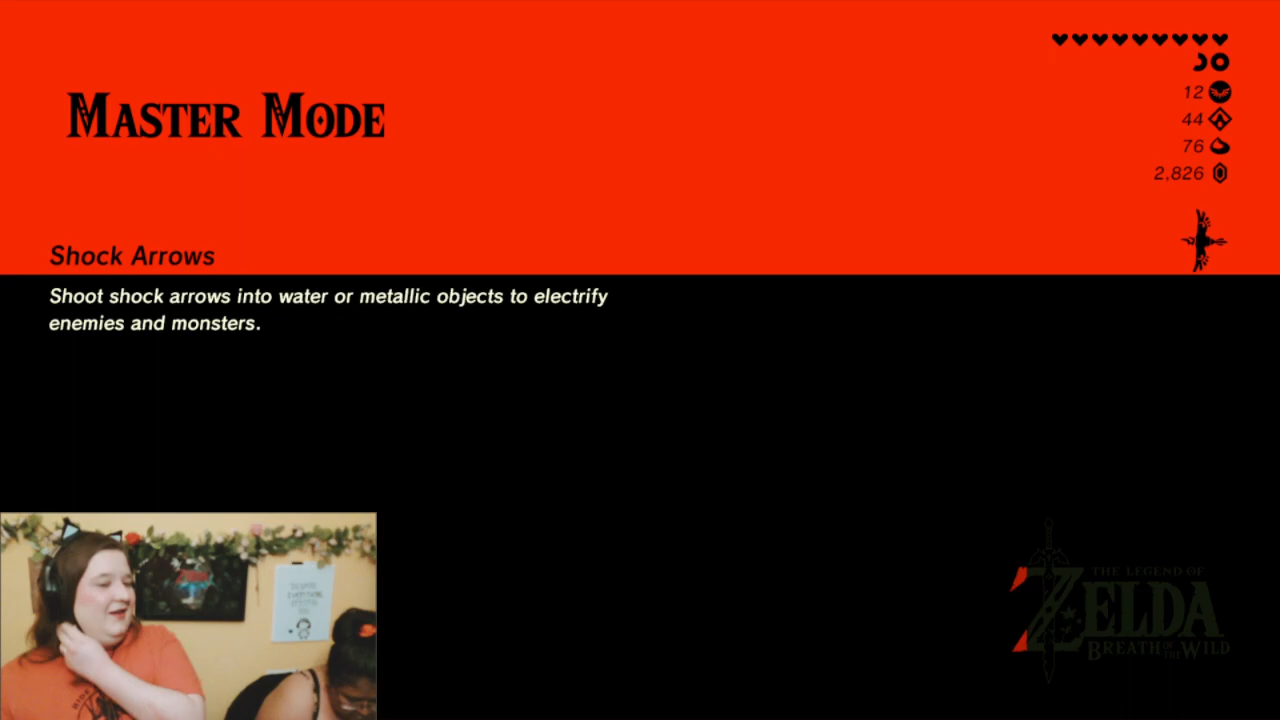 Master Mode
12
44
76
2,826
Shock Arrows
Shoot shock arrows into water or metallic objects to electrify
enemies and monsters.
ZELDA
THE LEGEND OF
ZELDA
BREATH OF THE WILD